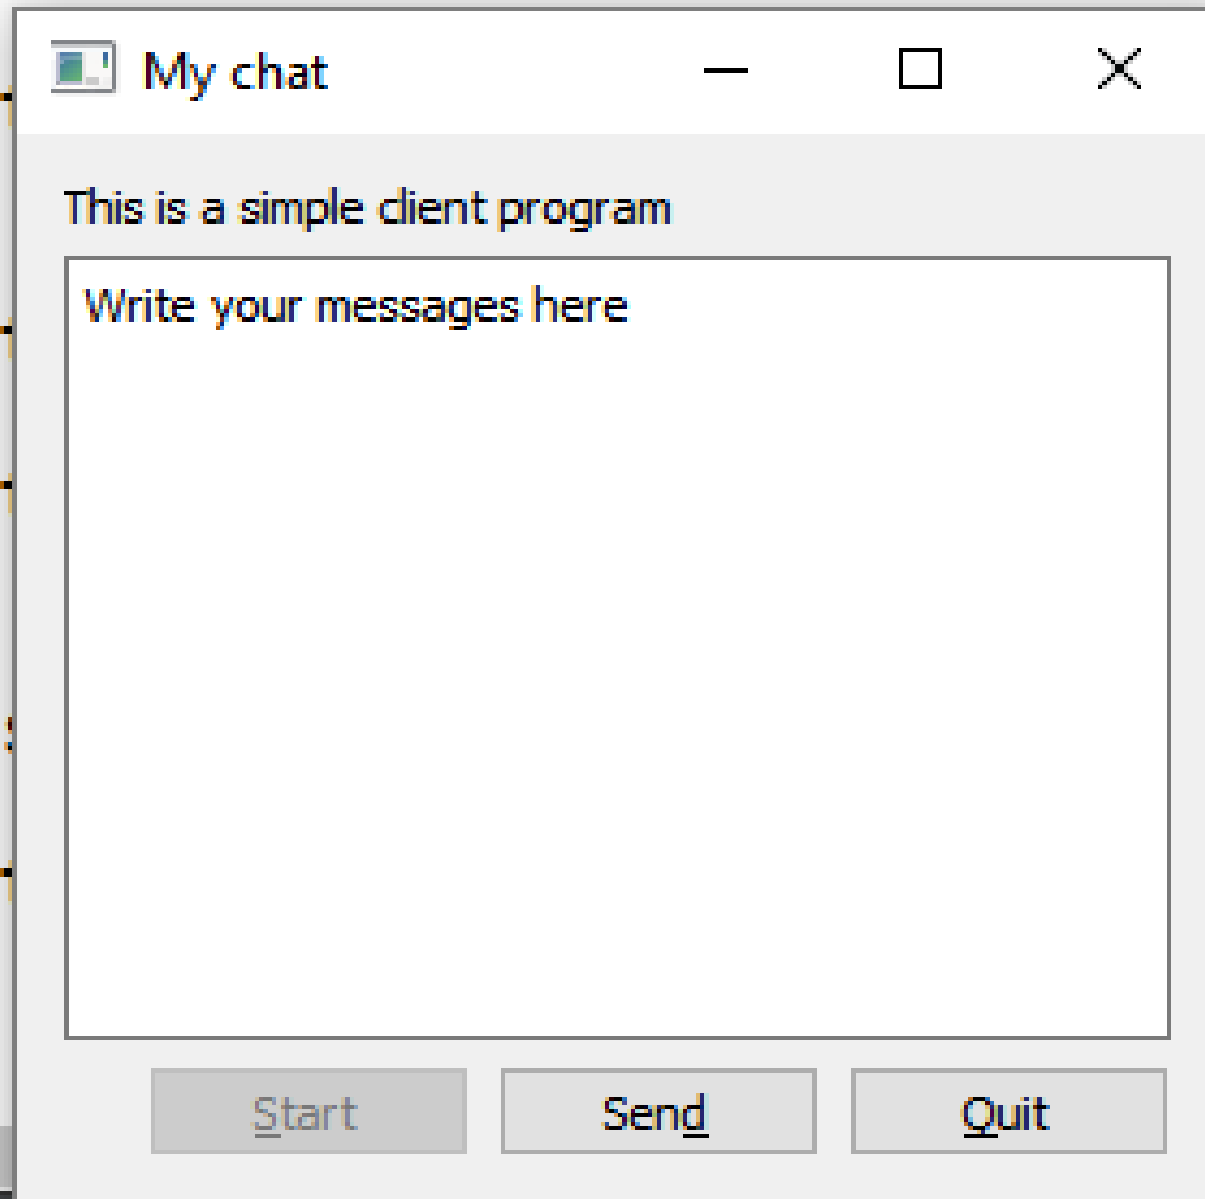 My chat
This is a simple client program
Write your messages here
Start Send Quit